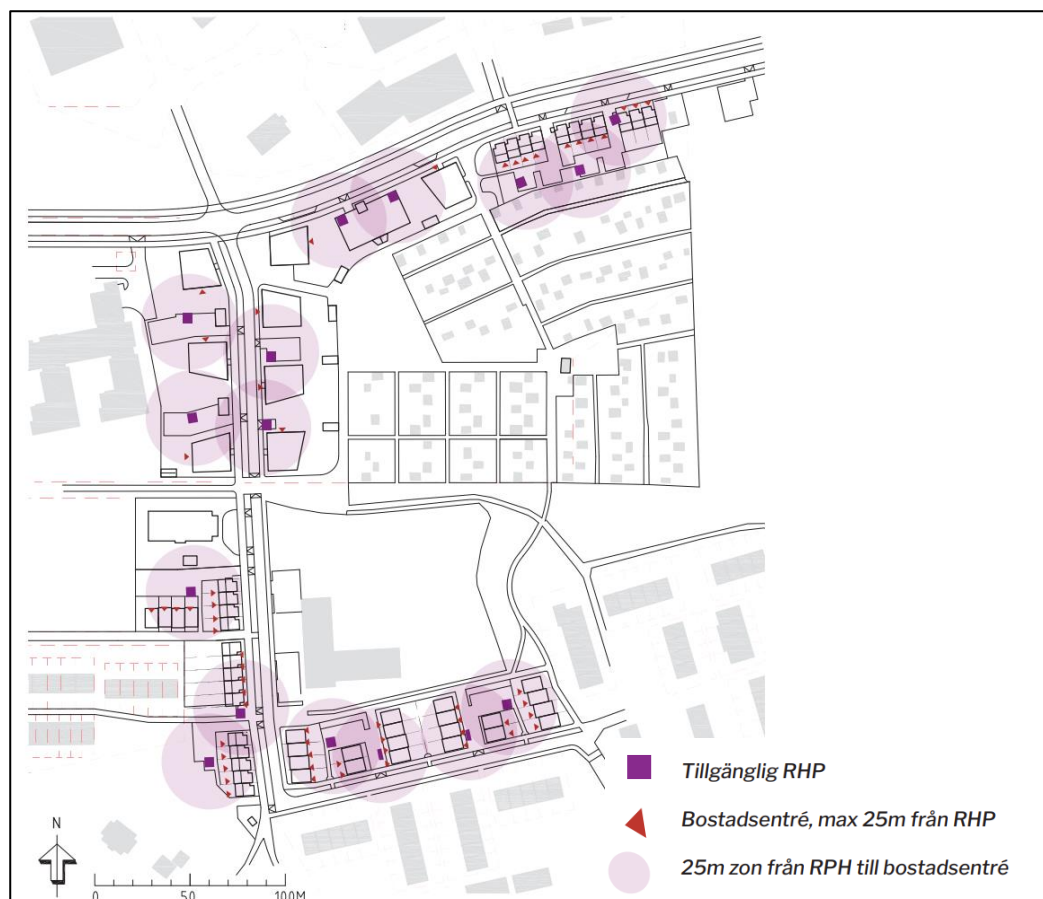 Tillgänglig RHP
Bostadsentré, max 25m från RHP
25m zon från RPH till bostadsentré
N
0 50 100M